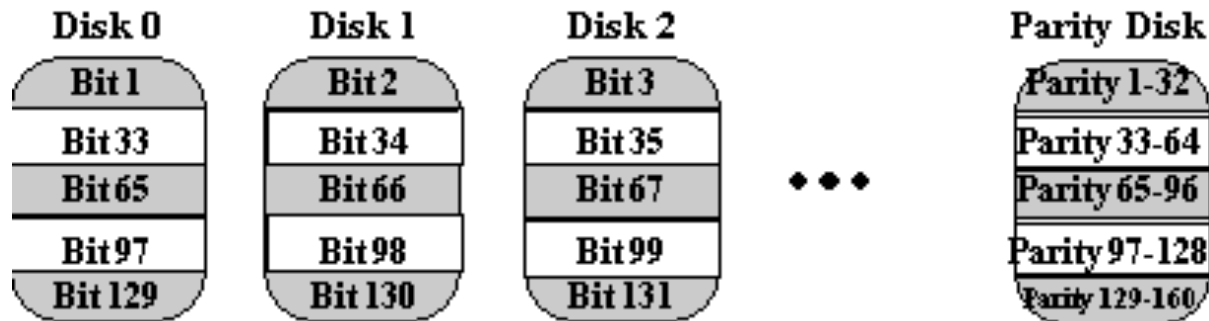 Disk 0 Disk 1 Disk 2 Parity Disk
Bit 1 Bit 2 Bit 3 Parity 1-32
Bit 33 Bit 34 Bit 35 Parity 33-64
Bit 65 Bit 66 Bit 67 Parity 65-96
Bit 97 Bit 98 Bit 99 Parity 97-128
Bit 129 Bit 130 Bit 131 Parity 129-160